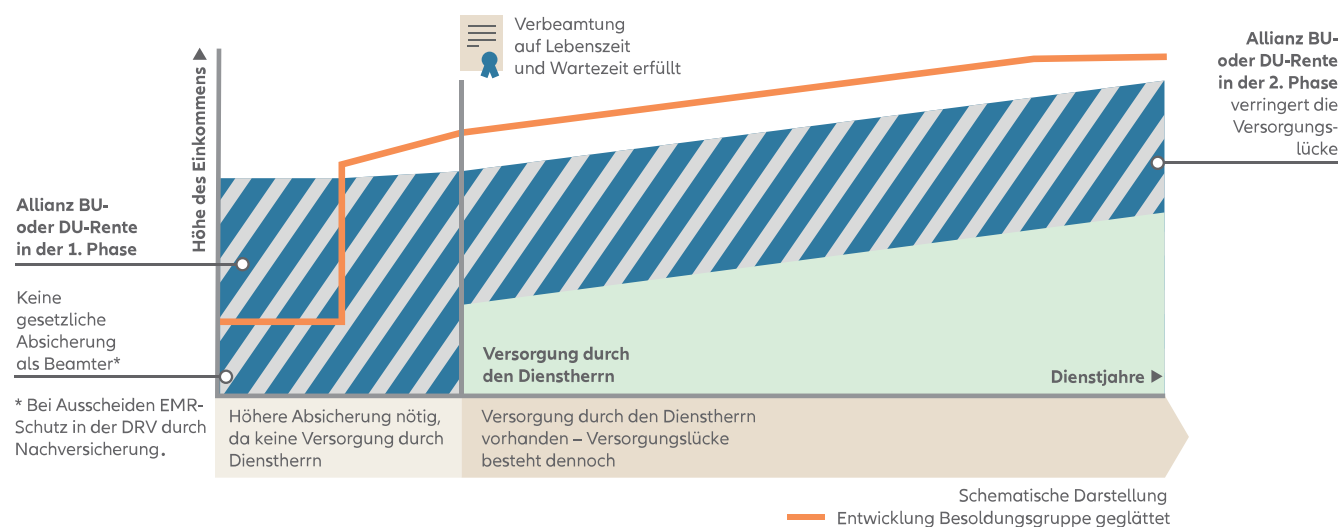 Verbeamtung
auf Lebenszeit
und Wartezeit erfüllt
Allianz BU-
oder DU-Rente
in der 2. Phase
verringert die
Versorgungs-
lücke
Höhe des Einkommens ▲
Allianz BU-
oder DU-Rente
in der 1. Phase
Keine
gesetzliche
Absicherung
als Beamter*
* Bei Ausscheiden EMR-
Schutz in der DRV durch
Nachversicherung.
Versorgung durch
den Dienstherrn
Dienstjahre ▶
Höhere Absicherung nötig,
da keine Versorgung durch
Dienstherrn
Versorgung durch den Dienstherrn
vorhanden – Versorgungslücke
besteht dennoch
Schematische Darstellung
Entwicklung Besoldungsgruppe geglättet